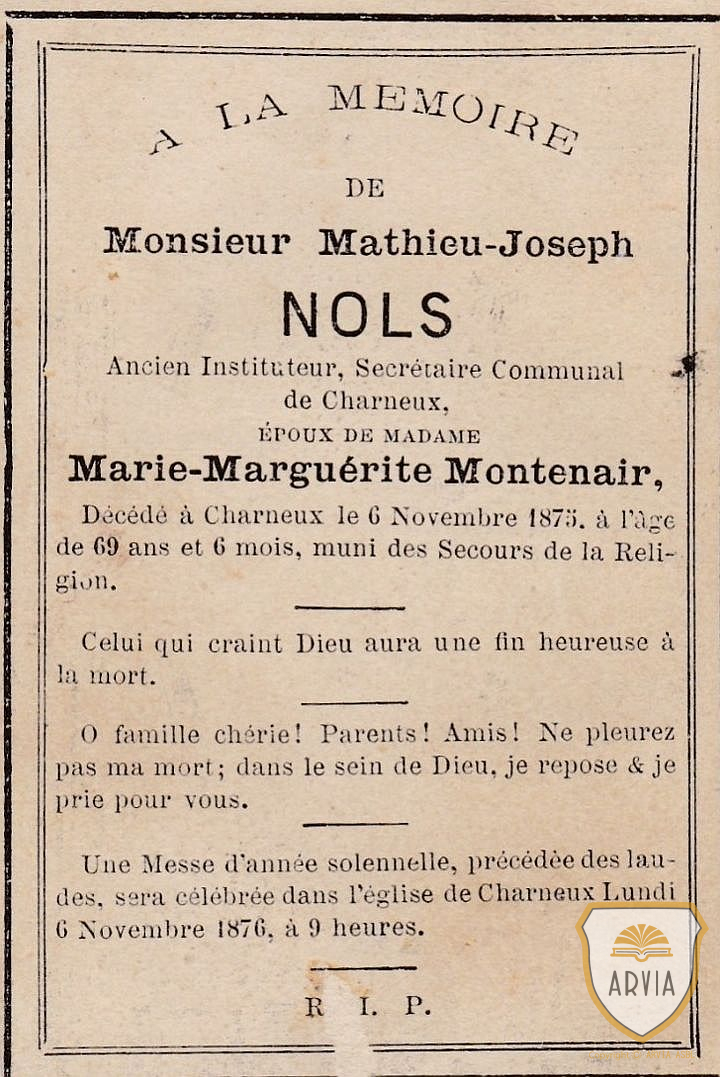 A LA MEMOIRE
DE
Monsieur Mathieu-Joseph
NOLS
Ancien Instituteur, Secrétaire Communal
de Charneux,
ÉPOUX DE MADAME
Marie-Marguérite Montenair,
Décédé à Charneux le 6 Novembre 1875. à l'âge
de 69 ans et 6 mois, muni des Secours de la Reli-
gion.
Celui qui craint Dieu aura une fin heureuse à
la mort.
O famille chérie! Parents! Amis! Ne pleurez
pas ma mort; dans le sein de Dieu, je repose & je
prie pour vous.
Une Messe d'année solennelle, précédée des lau-
des, sera célébrée dans l'église de Charneux Lundi
6 Novembre 1876, à 9 heures.
R I. P.
ARVIA